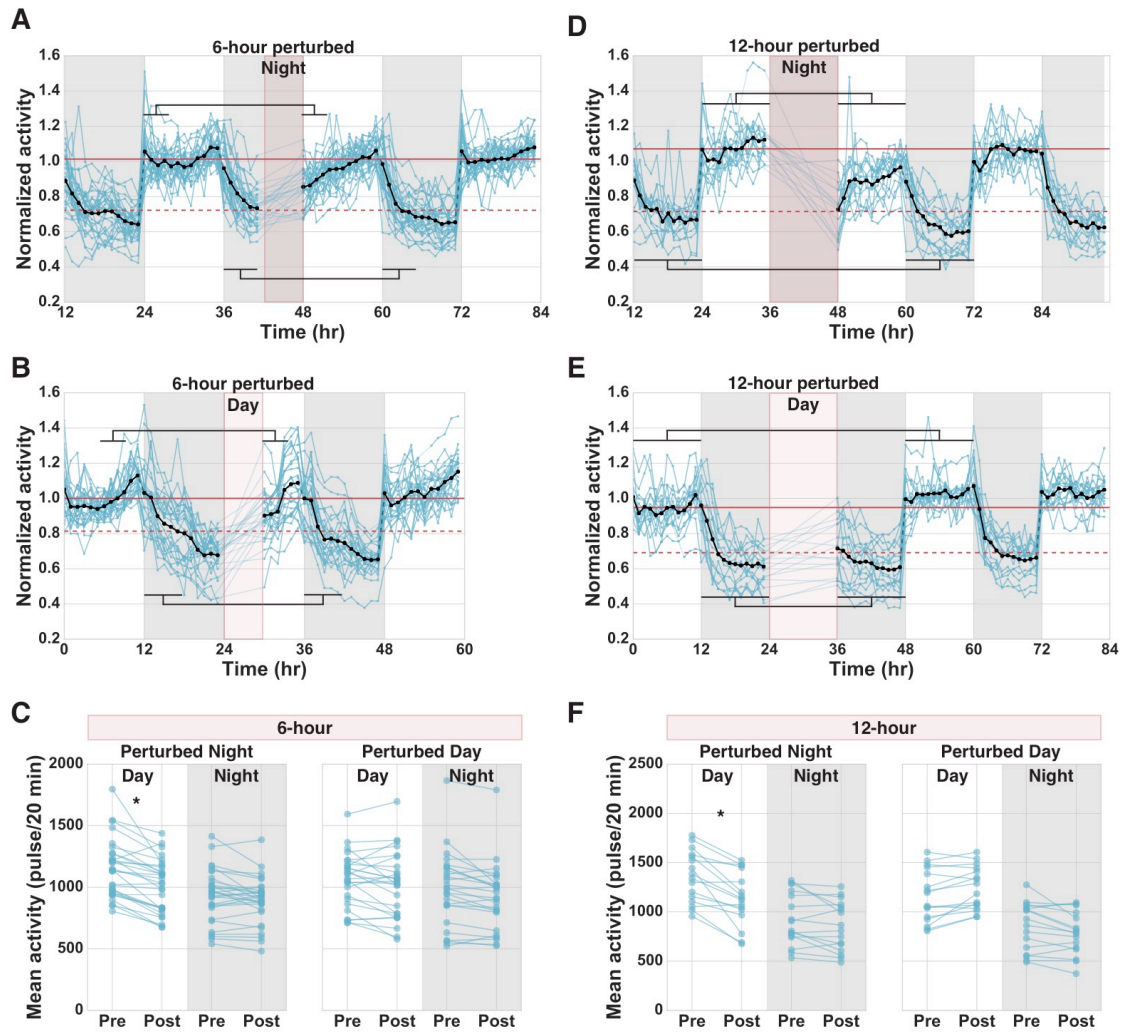 A
6-hour perturbed
Night
1.6
1.4
1.2
1.0
0.8
0.6
0.4
0.2
Normalized activity
12 24 36 48 60 72 84
Time (hr)
D
12-hour perturbed
Night
1.6
1.4
1.2
1.0
0.8
0.6
0.4
0.2
Normalized activity
12 24 36 48 60 72 84
Time (hr)
B
6-hour perturbed
Day
1.6
1.4
1.2
1.0
0.8
0.6
0.4
0.2
Normalized activity
0 12 24 36 48 60
Time (hr)
E
12-hour perturbed
Day
1.6
1.4
1.2
1.0
0.8
0.6
0.4
0.2
Normalized activity
0 12 24 36 48 60 72 84
Time (hr)
C
6-hour
Perturbed Night Perturbed Day
Day Night Day Night
*
2000
1500
1000
500
0
Mean activity (pulse/20 min)
Pre Post Pre Post Pre Post Pre Post
F
12-hour
Perturbed Night Perturbed Day
Day Night Day Night
*
2500
2000
1500
1000
500
0
Mean activity (pulse/20 min)
Pre Post Pre Post Pre Post Pre Post